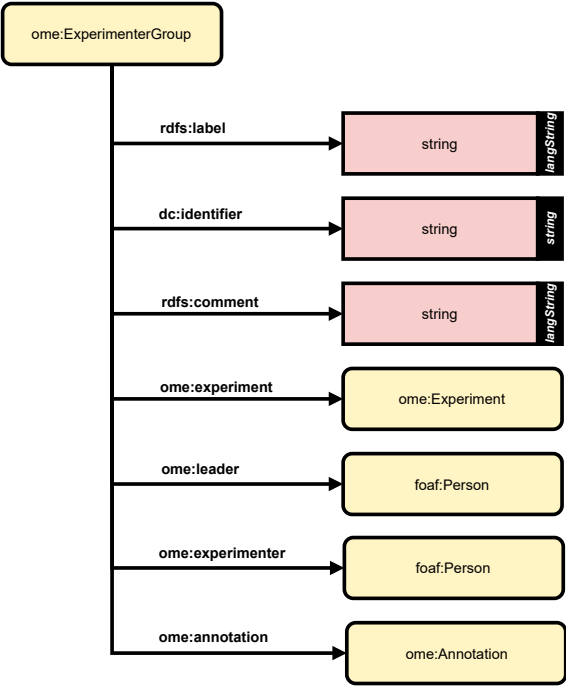 ome:ExperimenterGroup
rdfs:label
string
langString
dc:identifier
string
string
rdfs:comment
string
langString
ome:experiment
ome:Experiment
ome:leader
foaf:Person
ome:experimenter
foaf:Person
ome:annotation
ome:Annotation